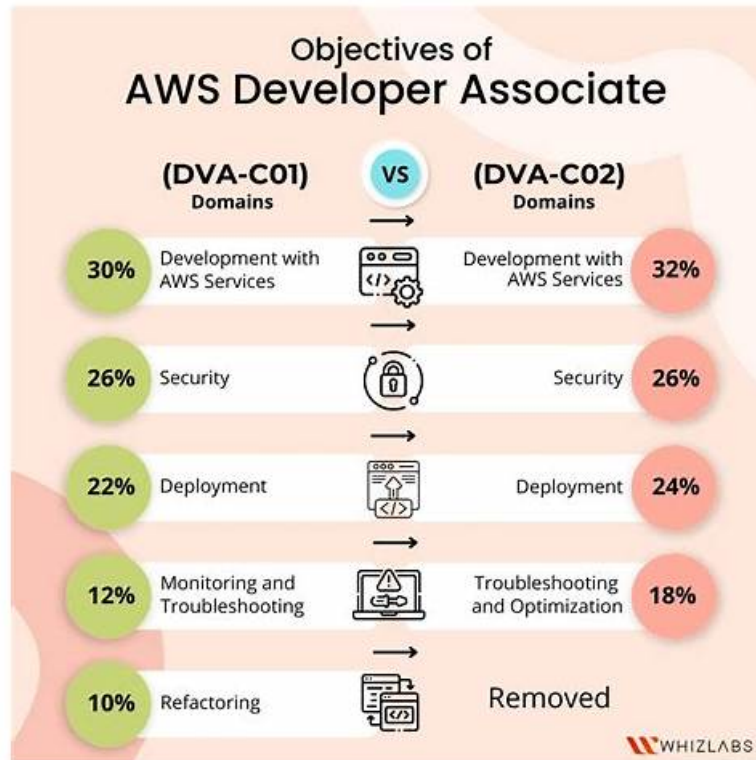 Objectives of
AWS Developer Associate
(DVA-C01)
Domains
VS
(DVA-C02)
Domains
30%
Development with
AWS Services
</>
Development with
AWS Services
32%
26%
Security
Security
26%
22%
Deployment
</>
Deployment
24%
12%
Monitoring and
Troubleshooting
Troubleshooting
and Optimization
18%
10%
Refactoring
</>
Removed
WHIZLABS